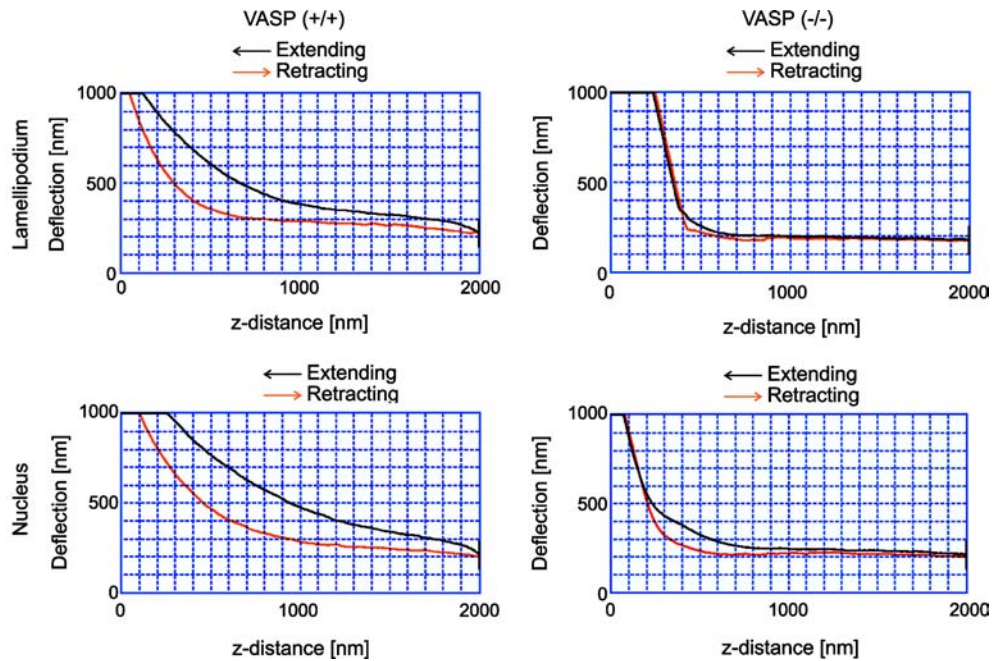 VASP (+/+)
← Extending
→ Retracting
1000
500
0
0
1000
2000
Lamellipodium
Deflection [nm]
z-distance [nm]
VASP (-/-)
← Extending
→ Retracting
1000
500
0
0
1000
2000
Deflection [nm]
z-distance [nm]
← Extending
→ Retracting
1000
500
0
0
1000
2000
Nucleus
Deflection [nm]
z-distance [nm]
← Extending
→ Retracting
1000
500
0
0
1000
2000
Deflection [nm]
z-distance [nm]